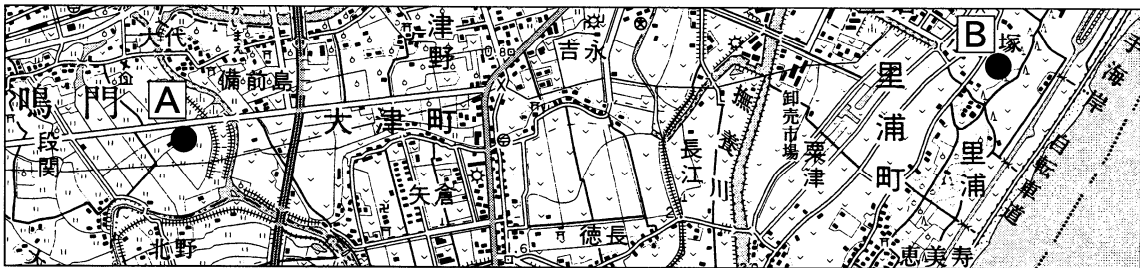 鳴門
大代
備前島
A
段関
北野
大津町
津野
吉永
矢倉
徳長
長江
撫養川
卸売市場
粟津
里浦町
B
塚
里浦
恵美寿
海岸
自転車道